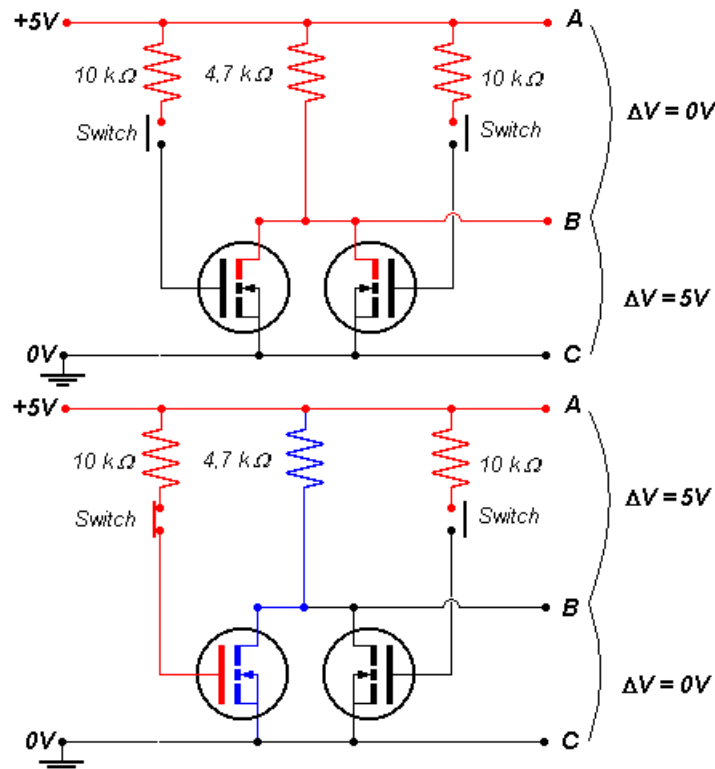 +5V
A
10 kΩ
4,7 kΩ
10 kΩ
ΔV = 0V
Switch
Switch
B
ΔV = 5V
0V
C
+5V
A
10 kΩ
4,7 kΩ
10 kΩ
ΔV = 5V
Switch
Switch
B
ΔV = 0V
0V
C